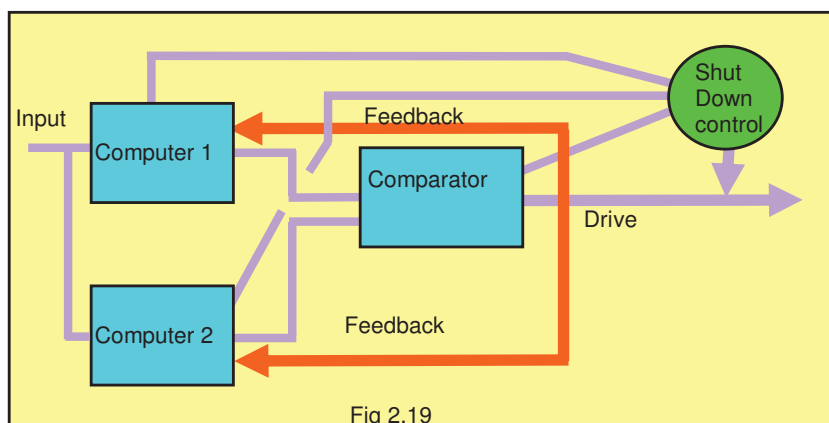 Shut
Down
control
Input
Feedback
Computer 1
Comparator
Drive
Computer 2
Feedback
Fig 2.19